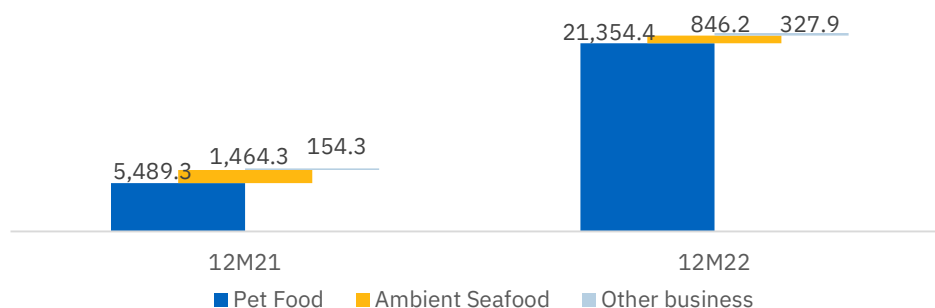 21,354.4 846.2 327.9
5,489.3 1,464.3 154.3
12M21 12M22
Pet Food Ambient Seafood Other business